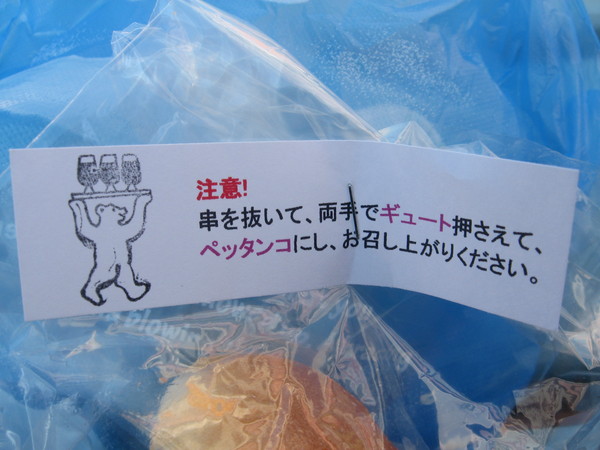 注意!
串を抜いて、両手でギュート押さえて、
ペッタンコにし、お召し上がりください。